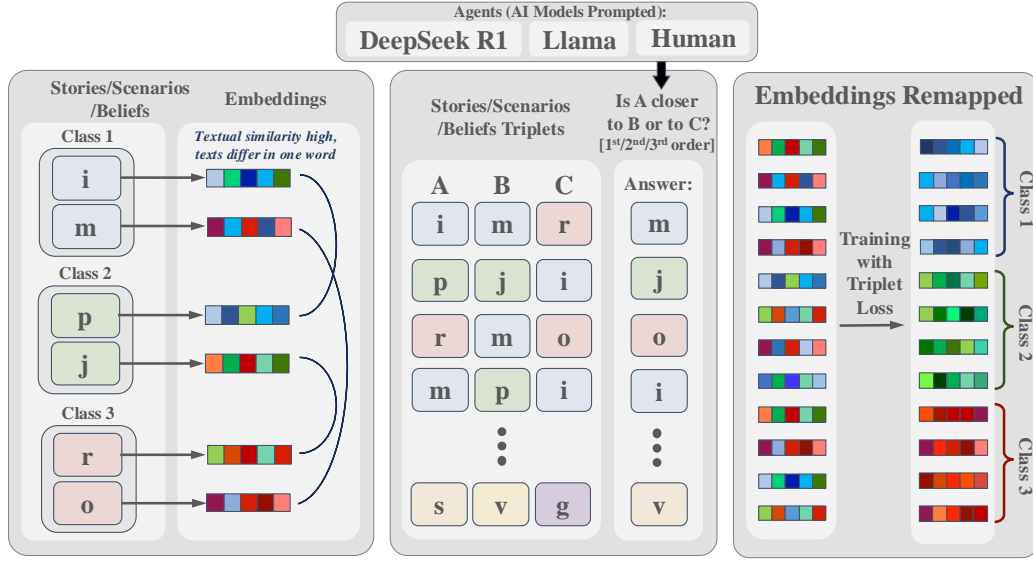 Agents (AI Models Prompted):
DeepSeek R1 Llama Human
Stories/Scenarios
/Beliefs
Embeddings
Class 1
Textual similarity high,
texts differ in one word
i
m
Class 2
p
j
Class 3
r
o
Stories/Scenarios
/Beliefs Triplets
Is A closer
to B or to C?
[1st/2nd/3rd order]
A B C
Answer:
i m r m
p j i j
r m o o
m p i i
s v g v
Embeddings Remapped
Training
with
Triplet
Loss
Class 1
Class 2
Class 3